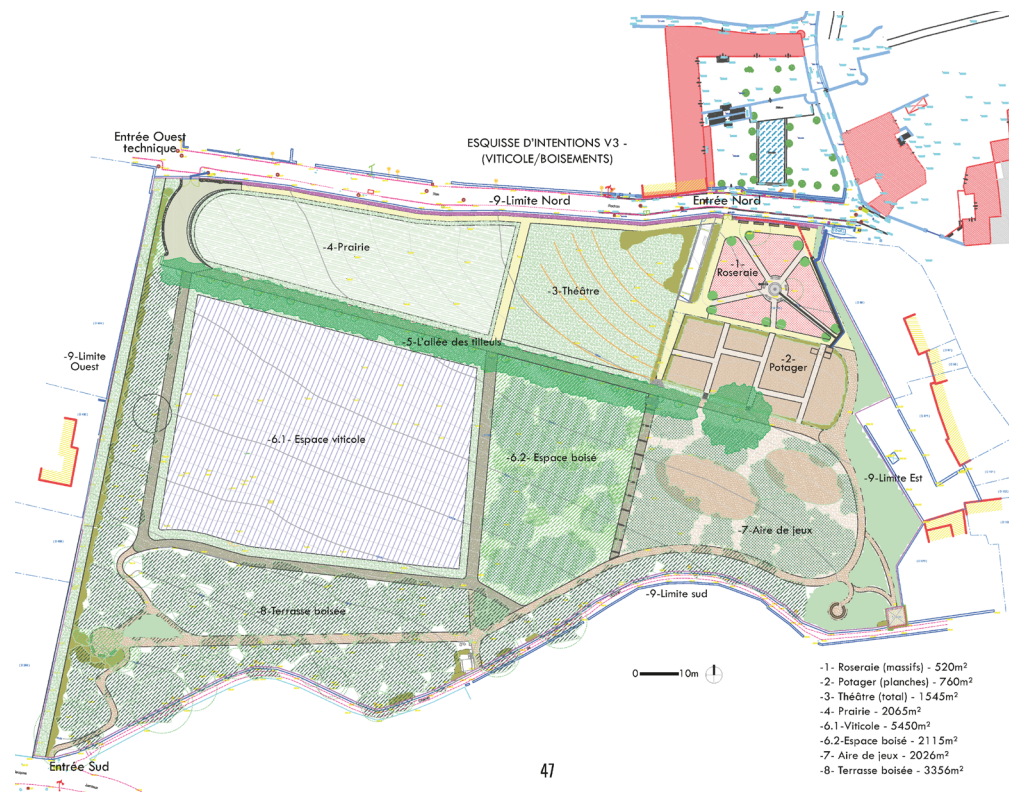 Entrée Ouest
technique
ESQUISSE D'INTENTIONS V3 -
(VITICOLE/BOISEMENTS)
-9-Limite Nord
Entrée Nord
-4-Prairie
-1-
Roseraie
-3-Théâtre
-5-L'allée des tilleuls
-9-Limite
Ouest
-2-
Potager
-6.1- Espace viticole
-6.2- Espace boisé
-9-Limite Est
-7-Aire de jeux
-8-Terrasse boisée
-9-Limite sud
0 10m
Entrée Sud
-1- Roseraie (massifs) - 520m²
-2- Potager (planches) - 760m²
-3- Théâtre (total) - 1545m²
-4- Prairie - 2065m²
-6.1-Viticole - 5450m²
-6.2-Espace boisé - 2115m²
-7- Aire de jeux - 2026m²
-8- Terrasse boisée - 3356m²
47